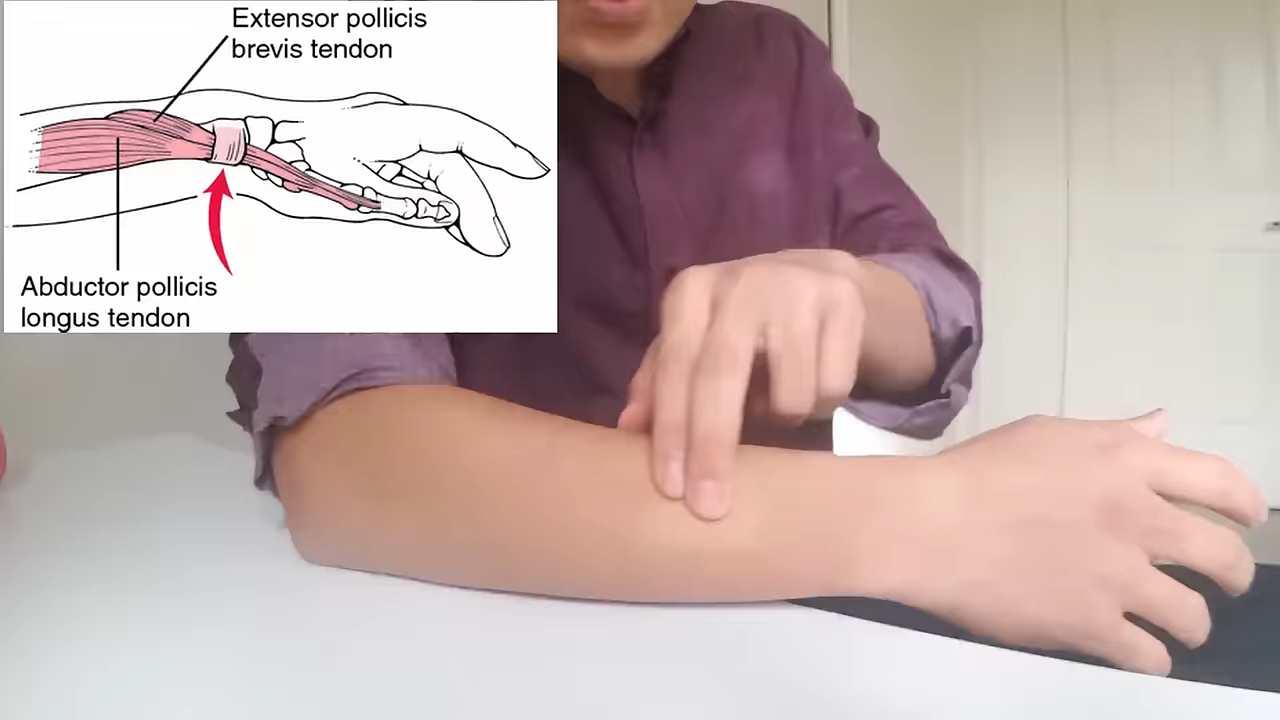 Extensor pollicis
brevis tendon
Abductor pollicis
longus tendon